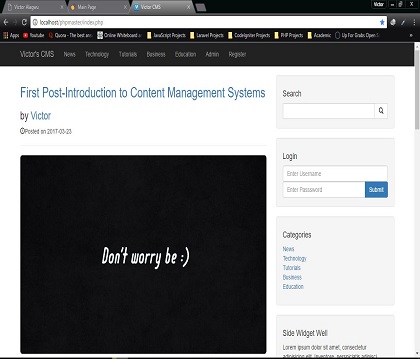 Victor Alagwu
Main Page
Victor CMS
Victor
localhost/phpmaster/index.php
Apps
Bookmarks
Quora - The best an
Online Whiteboard
JavaScript Projects
Laravel Projects
CodeIgniter Projects
PHP Projects
Academic
Up For Grabs Open S
Victor's CMS News Technology Tutorials Business Education Admin Register
First Post-Introduction to Content Management Systems
by Victor
Posted on 2017-03-23
Don't worry be :)
Search
Login
Enter Username
Enter Password Submit
Categories
News
Technology
Tutorials
Business
Education
Side Widget Well
Lorem ipsum dolor sit amet, consectetur
adipisicing elit. Inventore, perspiciatis adipisci